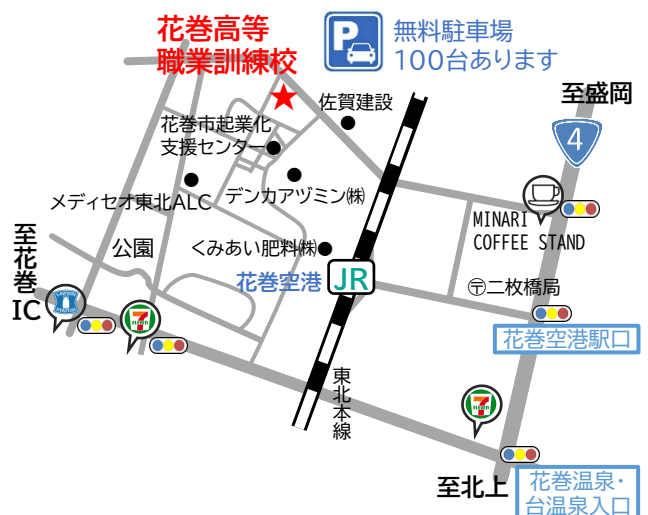 花巻高等
職業訓練校
P
無料駐車場
100台あります
至盛岡
4
佐賀建設
花巻市起業化
支援センター
メディセオ東北ALC
デンカアヅミン㈱
MINARI
COFFEE STAND
至花巻
IC
公園
くみあい肥料㈱
花巻空港
JR
〶二枚橋局
花巻空港駅口
7
ELEVEN
東北本線
7
ELEVEN
至北上
花巻温泉・
台温泉入口